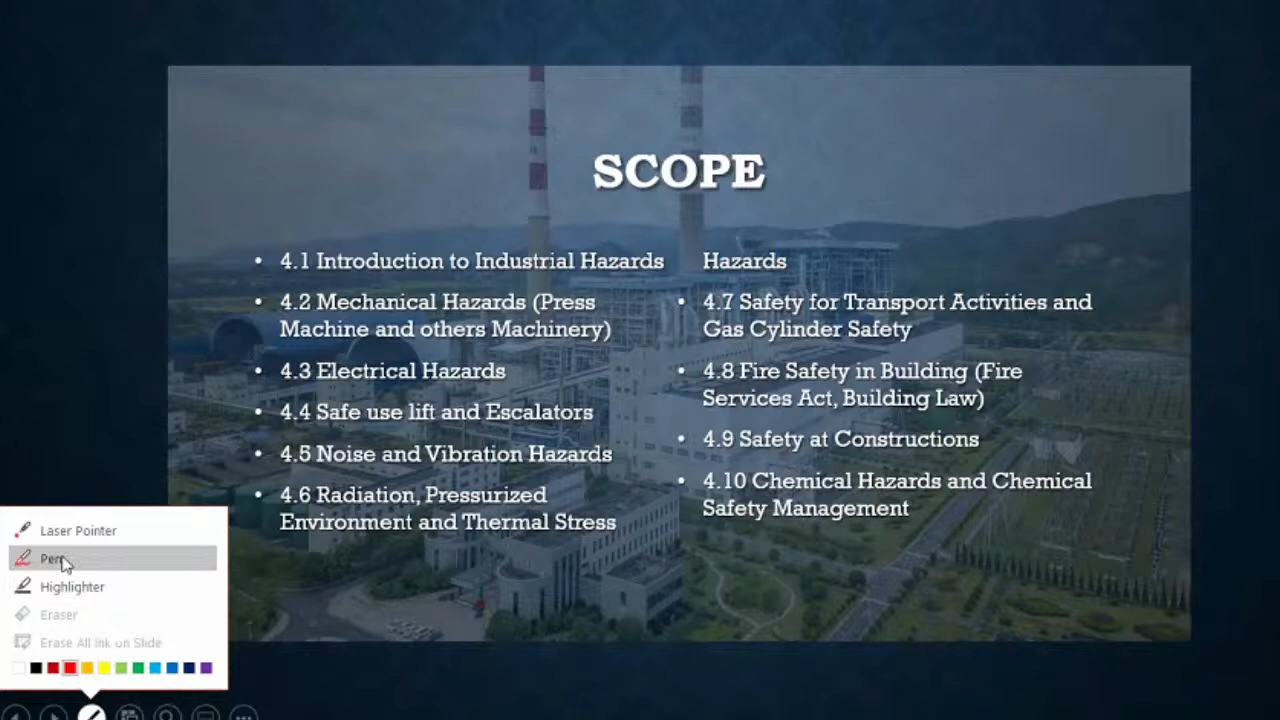 SCOPE
• 4.1 Introduction to Industrial Hazards
• 4.2 Mechanical Hazards (Press
Machine and others Machinery)
• 4.3 Electrical Hazards
• 4.4 Safe use lift and Escalators
• 4.5 Noise and Vibration Hazards
• 4.6 Radiation, Pressurized
Environment and Thermal Stress
Hazards
• 4.7 Safety for Transport Activities and
Gas Cylinder Safety
• 4.8 Fire Safety in Building (Fire
Services Act, Building Law)
• 4.9 Safety at Constructions
• 4.10 Chemical Hazards and Chemical
Safety Management
Laser Pointer
Pen
Highlighter
Eraser
Erase All Ink on Slide